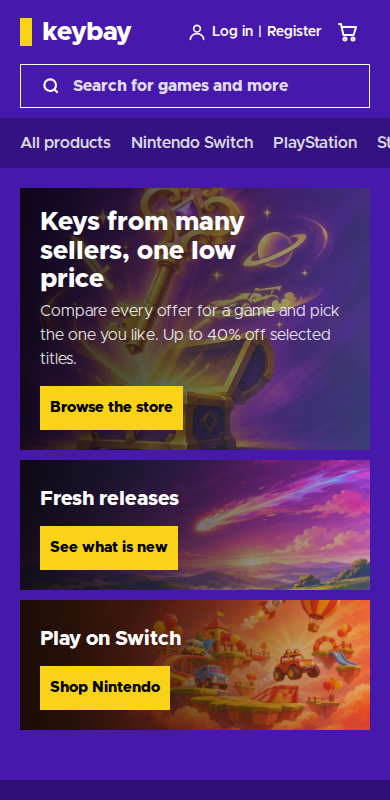 keybay
Log in | Register
Search for games and more
All products Nintendo Switch PlayStation St
Keys from many
sellers, one low
price
Compare every offer for a game and pick
the one you like. Up to 40% off selected
titles.
Browse the store
Fresh releases
See what is new
Play on Switch
Shop Nintendo